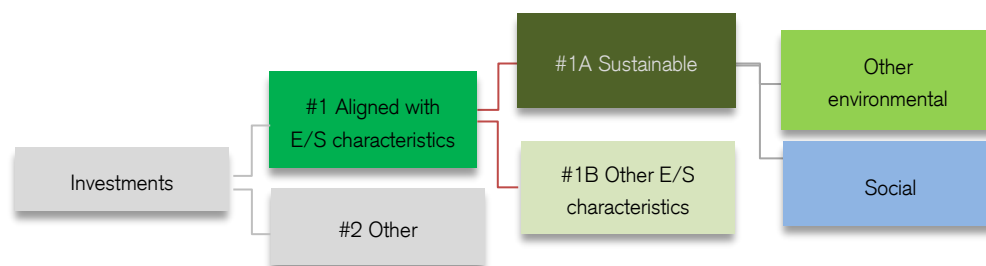 Investments
#1 Aligned with
E/S characteristics
#2 Other
#1A Sustainable
#1B Other E/S
characteristics
Other
environmental
Social